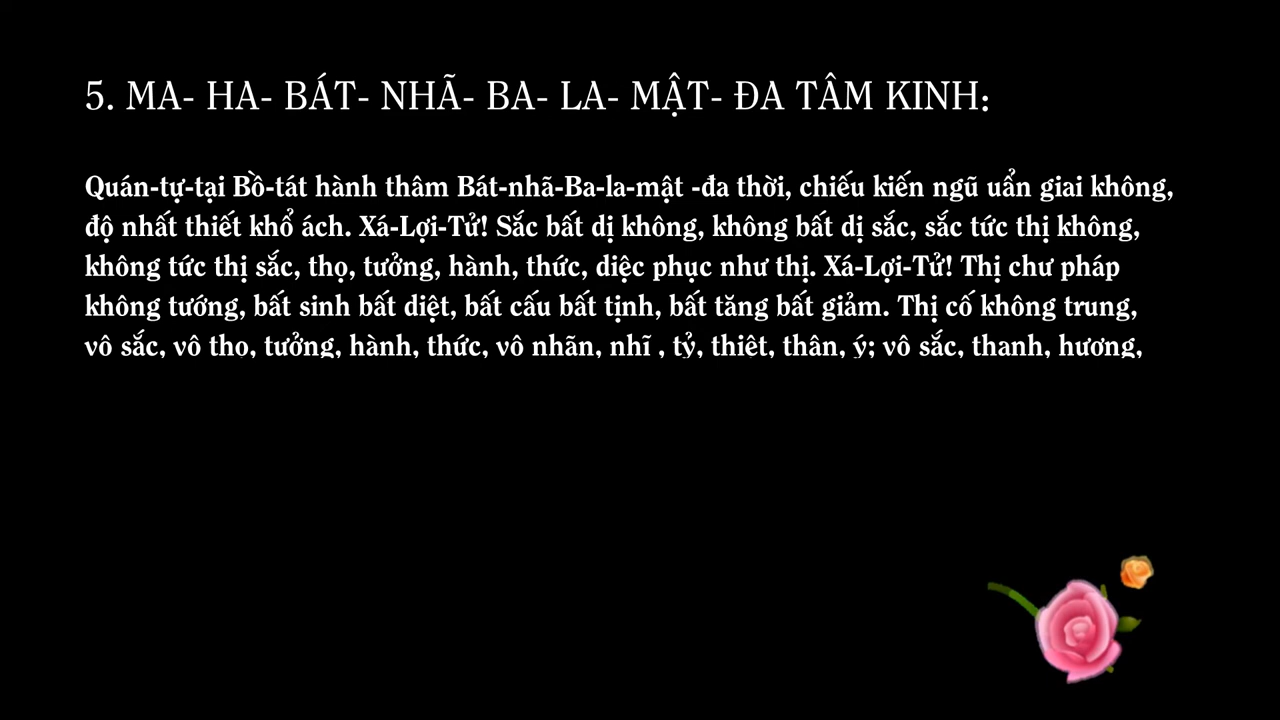 5. MA- HA- BÁT- NHÃ- BA- LA- MẬT- ĐA TÂM KINH:
Quán-tự-tại Bồ-tát hành thâm Bát-nhã-Ba-la-mật -đa thời, chiếu kiến ngũ uẩn giai không,
độ nhất thiết khổ ách. Xá-Lợi-Tử! Sắc bất dị không, không bất dị sắc, sắc tức thị không,
không tức thị sắc, thọ, tưởng, hành, thức, diệc phục như thị. Xá-Lợi-Tử! Thị chư pháp
không tướng, bất sinh bất diệt, bất cấu bất tịnh, bất tăng bất giảm. Thị cố không trung,
vô sắc, vô thọ, tưởng, hành, thức, vô nhãn, nhĩ , tỷ, thiệt, thân, ý; vô sắc, thanh, hương,